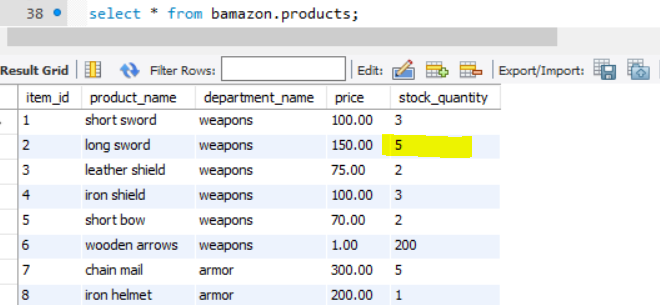 38 select * from bamazon.products;
Result Grid Filter Rows: Edit: Export/Import:
item_id product_name department_name price stock_quantity
1 short sword weapons 100.00 3
2 long sword weapons 150.00 5
3 leather shield weapons 75.00 2
4 iron shield weapons 100.00 3
5 short bow weapons 70.00 2
6 wooden arrows weapons 1.00 200
7 chain mail armor 300.00 5
8 iron helmet armor 200.00 1